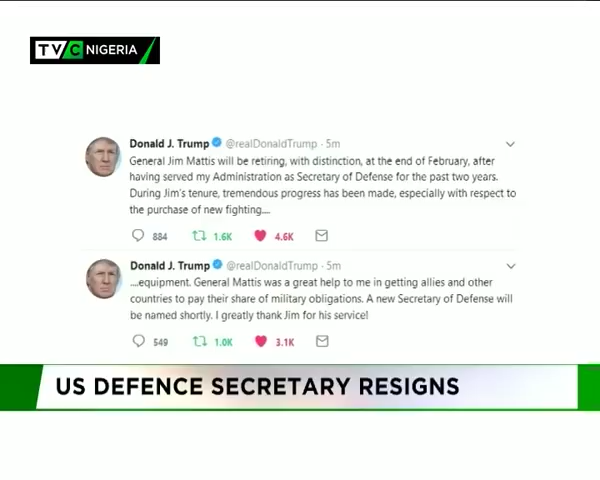 TVC NIGERIA
Donald J. Trump @realDonaldTrump · 5m
General Jim Mattis will be retiring, with distinction, at the end of February, after
having served my Administration as Secretary of Defense for the past two years.
During Jim's tenure, tremendous progress has been made, especially with respect to
the purchase of new fighting....
884 1.6K 4.6K
Donald J. Trump @realDonaldTrump · 5m
....equipment. General Mattis was a great help to me in getting allies and other
countries to pay their share of military obligations. A new Secretary of Defense will
be named shortly. I greatly thank Jim for his service!
549 1.0K 3.1K
US DEFENCE SECRETARY RESIGNS